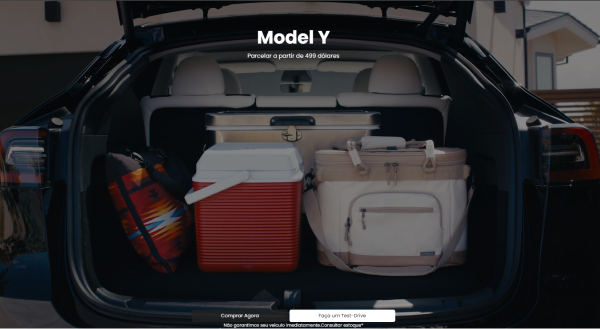 Model Y
Parcelar a partir de 499 dólares
Comprar Agora
Faça um Test-Drive
Não garantimos seu veículo imediatamente.Consultar estoque*